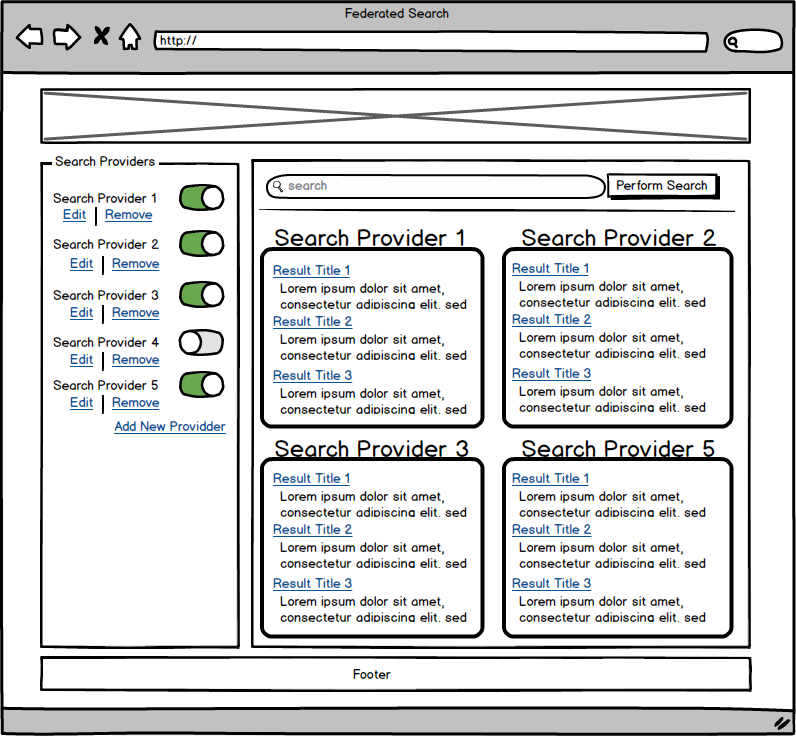 Federated Search
http://
Search Providers
Search Provider 1
Edit Remove
Search Provider 2
Edit Remove
Search Provider 3
Edit Remove
Search Provider 4
Edit Remove
Search Provider 5
Edit Remove
Add New Providder
search
Perform Search
Search Provider 1
Result Title 1
Lorem ipsum dolor sit amet,
consectetur adipiscing elit, sed
Result Title 2
Lorem ipsum dolor sit amet,
consectetur adipiscing elit, sed
Result Title 3
Lorem ipsum dolor sit amet,
consectetur adipiscing elit, sed
Search Provider 2
Result Title 1
Lorem ipsum dolor sit amet,
consectetur adipiscing elit, sed
Result Title 2
Lorem ipsum dolor sit amet,
consectetur adipiscing elit, sed
Result Title 3
Lorem ipsum dolor sit amet,
consectetur adipiscing elit, sed
Search Provider 3
Result Title 1
Lorem ipsum dolor sit amet,
consectetur adipiscing elit, sed
Result Title 2
Lorem ipsum dolor sit amet,
consectetur adipiscing elit, sed
Result Title 3
Lorem ipsum dolor sit amet,
consectetur adipiscing elit, sed
Search Provider 5
Result Title 1
Lorem ipsum dolor sit amet,
consectetur adipiscing elit, sed
Result Title 2
Lorem ipsum dolor sit amet,
consectetur adipiscing elit, sed
Result Title 3
Lorem ipsum dolor sit amet,
consectetur adipiscing elit, sed
Footer